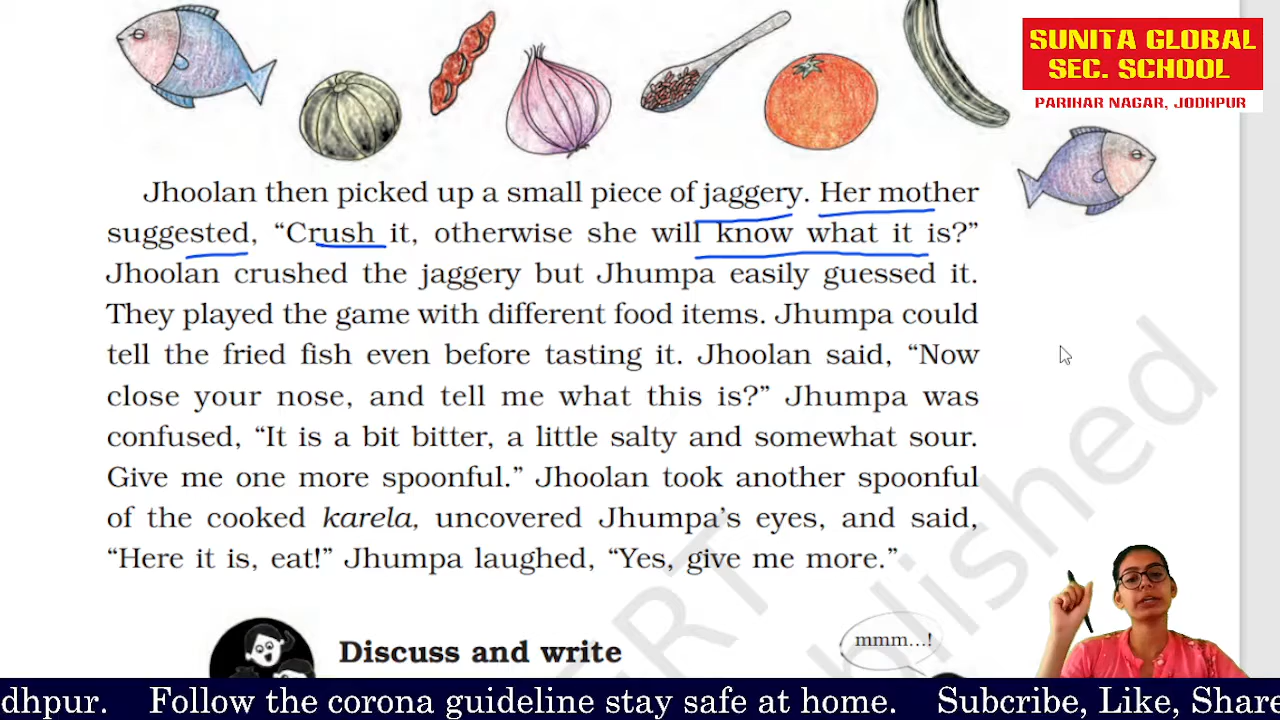 SUNITA GLOBAL
SEC. SCHOOL
PARIHAR NAGAR, JODHPUR
Jhoolan then picked up a small piece of jaggery. Her mother
suggested, “Crush it, otherwise she will know what it is?”
Jhoolan crushed the jaggery but Jhumpa easily guessed it.
They played the game with different food items. Jhumpa could
tell the fried fish even before tasting it. Jhoolan said, “Now
close your nose, and tell me what this is?” Jhumpa was
confused, “It is a bit bitter, a little salty and somewhat sour.
Give me one more spoonful.” Jhoolan took another spoonful
of the cooked karela, uncovered Jhumpa’s eyes, and said,
“Here it is, eat!” Jhumpa laughed, “Yes, give me more.”
Discuss and write
mmm...!
dhpur. Follow the corona guideline stay safe at home. Subcribe, Like, Share